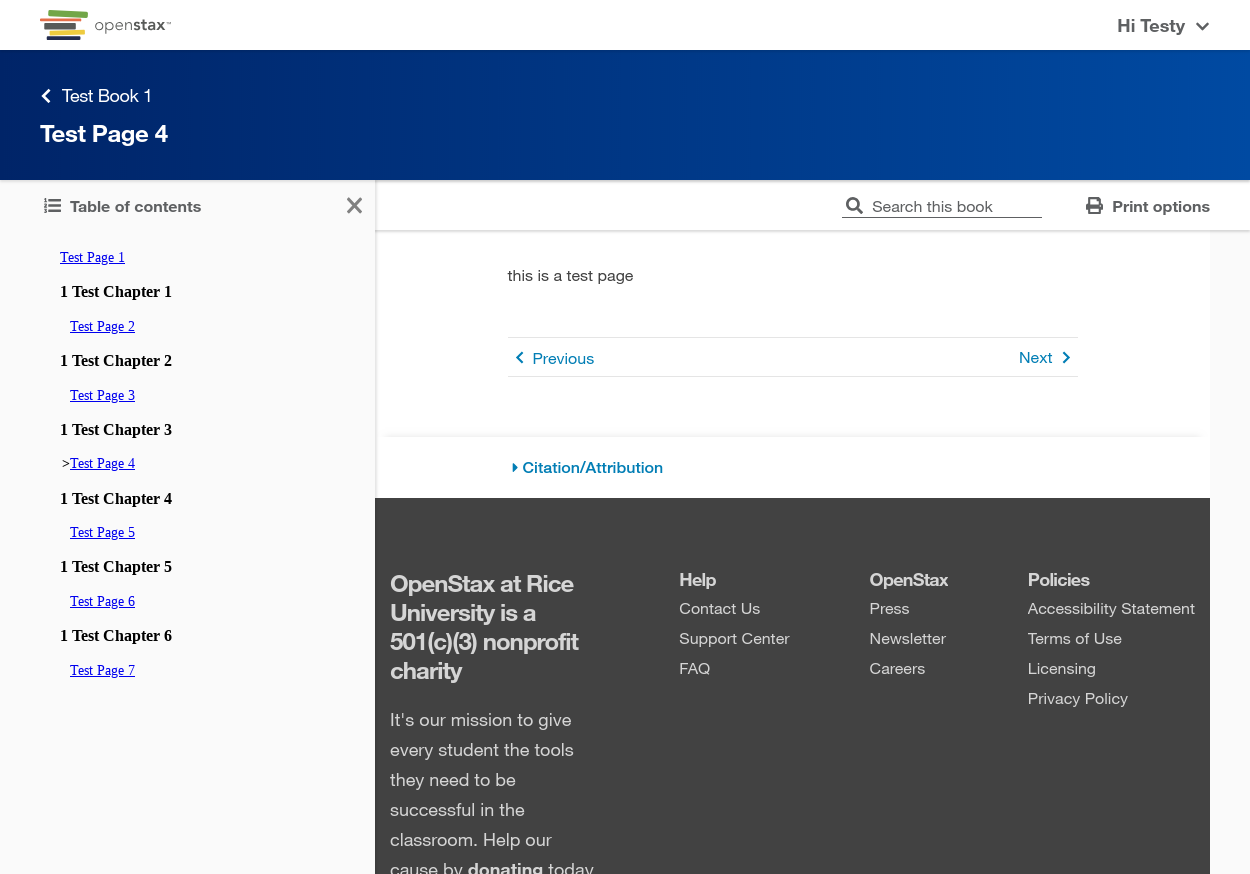 openstax™
Hi Testy
Test Book 1
Test Page 4
Table of contents
Search this book
Print options
Test Page 1
1 Test Chapter 1
Test Page 2
1 Test Chapter 2
Test Page 3
1 Test Chapter 3
>Test Page 4
1 Test Chapter 4
Test Page 5
1 Test Chapter 5
Test Page 6
1 Test Chapter 6
Test Page 7
this is a test page
Previous
Next
Citation/Attribution
OpenStax at Rice
University is a
501(c)(3) nonprofit
charity
It's our mission to give
every student the tools
they need to be
successful in the
classroom. Help our
cause by donating today
Help
Contact Us
Support Center
FAQ
OpenStax
Press
Newsletter
Careers
Policies
Accessibility Statement
Terms of Use
Licensing
Privacy Policy